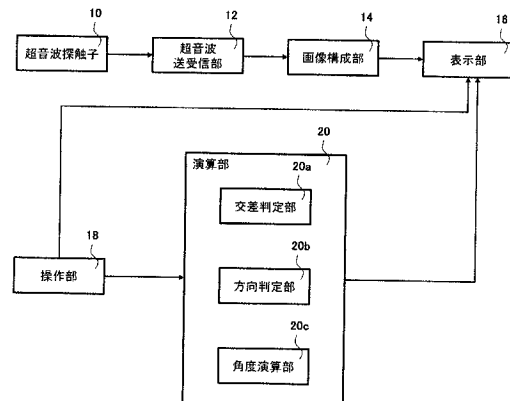 10
12
14
16
超音波探触子
超音波
送受信部
画像構成部
表示部
20
演算部
20a
交差判定部
18
操作部
20b
方向判定部
20c
角度演算部